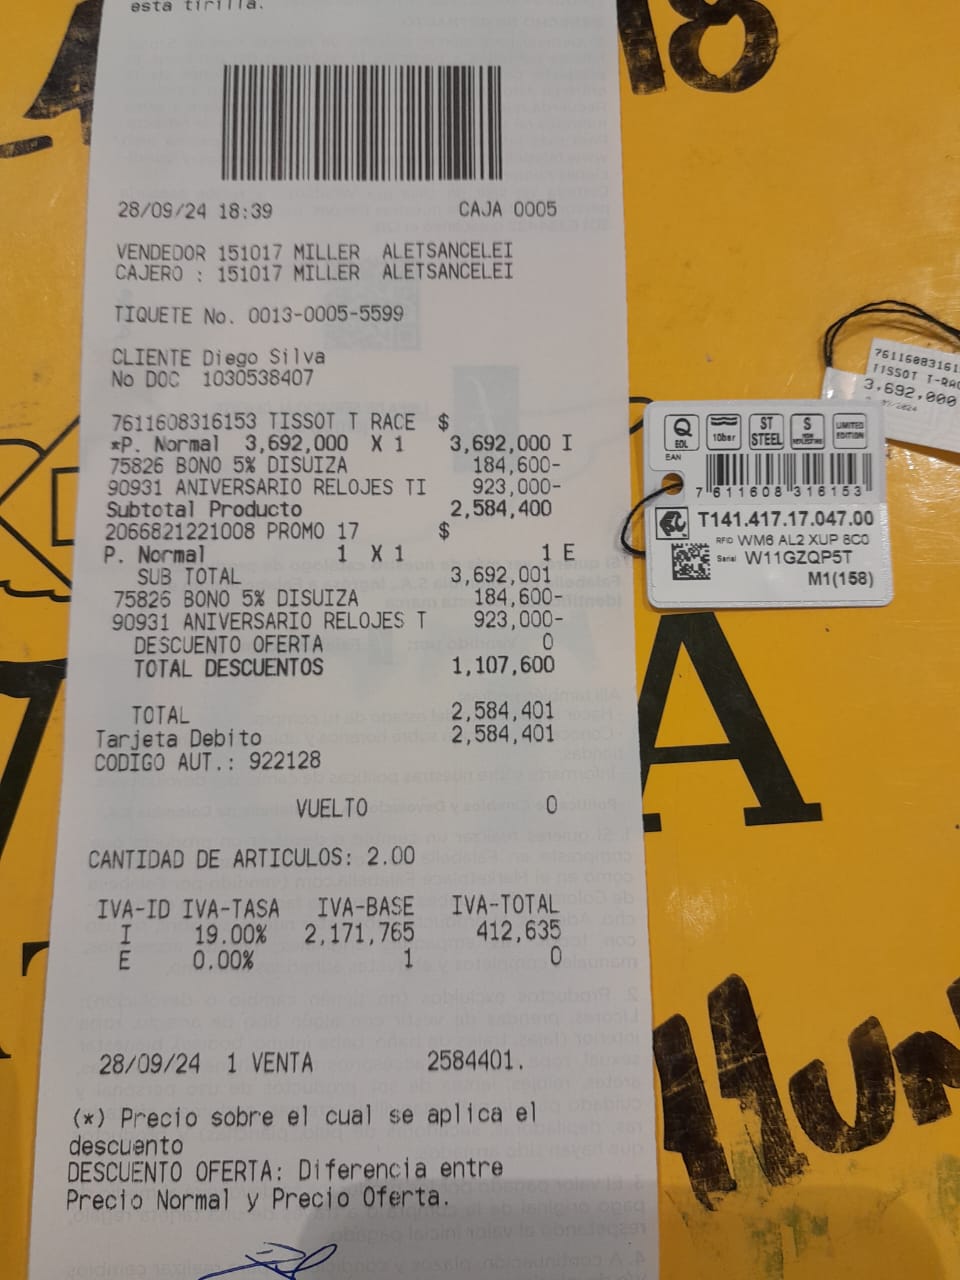 esta tirilla.
28/09/24 18:39 CAJA 0005
VENDEDOR 151017 MILLER ALETSANCELEI
CAJERO : 151017 MILLER ALETSANCELEI
TIQUETE No. 0013-0005-5599
CLIENTE Diego Silva
No DOC 1030538407
7611608316153 TISSOT T RACE $
*P. Normal 3,692,000 X 1 3,692,000 I
75826 BONO 5% DISUIZA 184,600-
90931 ANIVERSARIO RELOJES TI 923,000-
Subtotal Producto 2,584,400
2066821221008 PROMO 17 $
P. Normal 1 X 1 1 E
SUB TOTAL 3,692,001
75826 BONO 5% DISUIZA 184,600-
90931 ANIVERSARIO RELOJES T 923,000-
DESCUENTO OFERTA 0
TOTAL DESCUENTOS 1,107,600
TOTAL 2,584,401
Tarjeta Debito 2,584,401
CODIGO AUT.: 922128
VUELTO 0
CANTIDAD DE ARTICULOS: 2.00
IVA-ID IVA-TASA IVA-BASE IVA-TOTAL
I 19.00% 2,171,765 412,635
E 0.00% 1 0
28/09/24 1 VENTA 2584401.
(*) Precio sobre el cual se aplica el
descuento
DESCUENTO OFERTA: Diferencia entre
Precio Normal y Precio Oferta.
18
761160831615
TISSOT T-RAC
3,692,000
Q EOL
10bar
ST STEEL
S
LIMITED EDITION
EAN
7 611608 316153
T141.417.17.047.00
RFID WM6 AL2 XUP 8C0
Serial W11GZQP5T
M1(158)
A